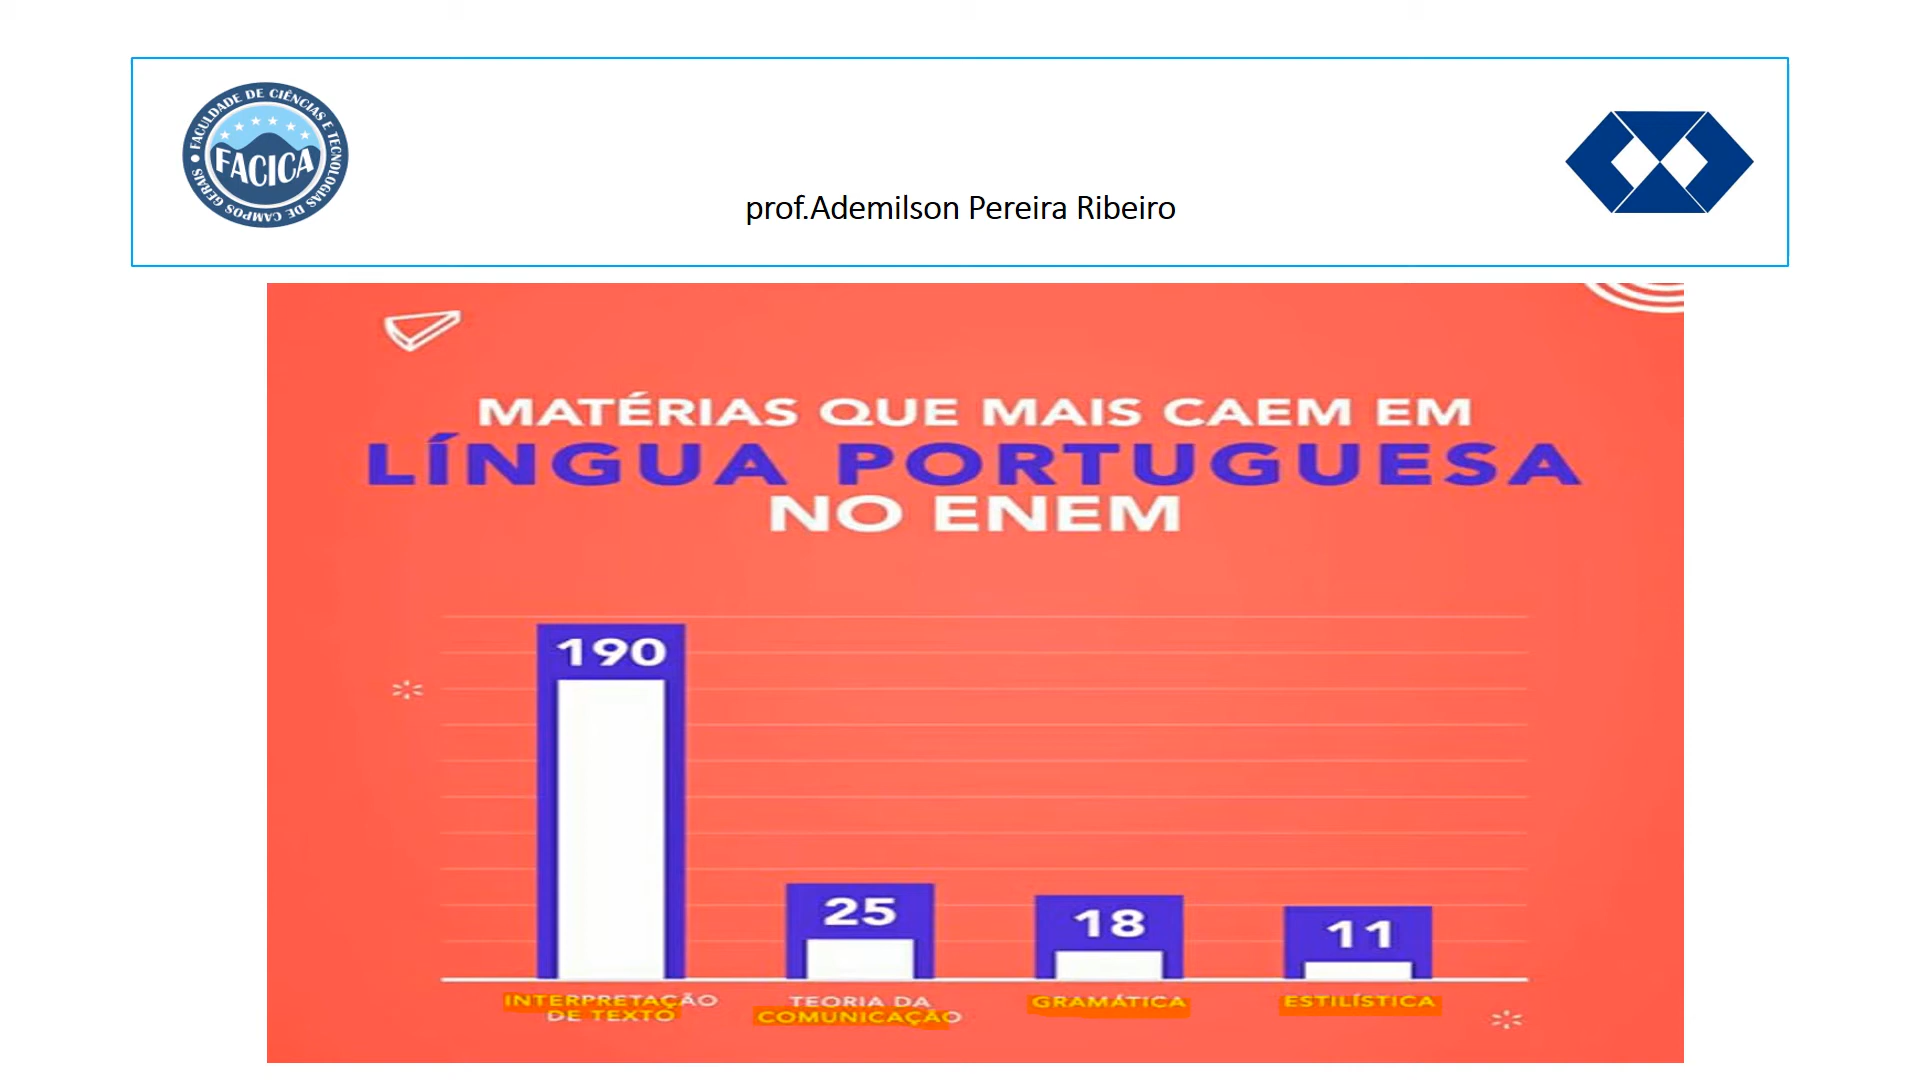 FACULDADE DE CIÊNCIAS E TECNOLOGIAS DE CAMPOS GERAIS
FACICA
prof.Ademilson Pereira Ribeiro
MATÉRIAS QUE MAIS CAEM EM
LÍNGUA PORTUGUESA
NO ENEM
190
25
18
11
INTERPRETAÇÃO
DE TEXTO
TEORIA DA
COMUNICAÇÃO
GRAMÁTICA
ESTILÍSTICA